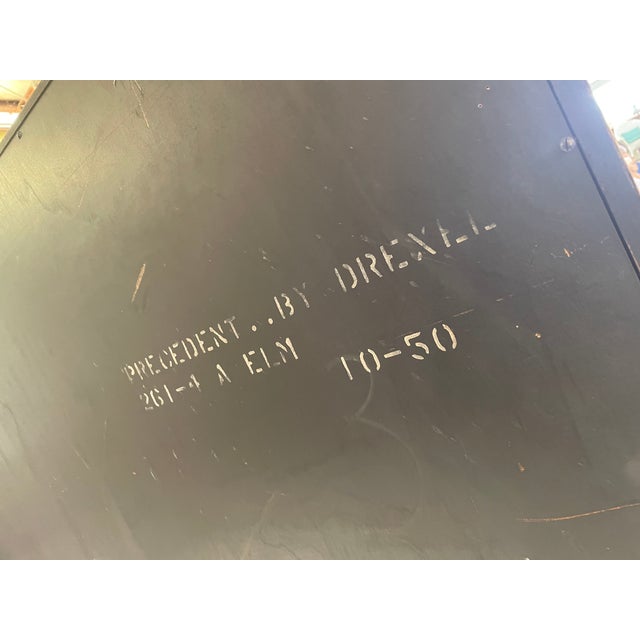 PRECEDENT..BY DREXEL
261-4 A ELM 10-50